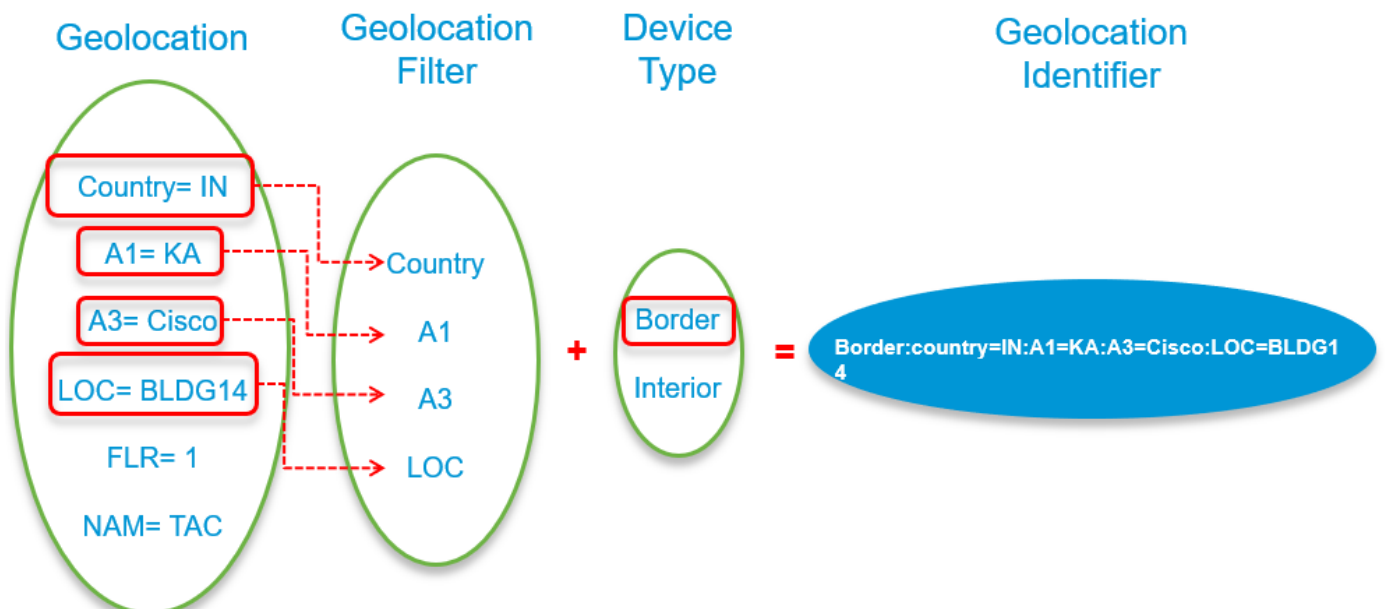 Geolocation
Geolocation
Filter
Device
Type
Geolocation
Identifier
Country= IN
A1= KA
A3= Cisco
LOC= BLDG14
FLR= 1
NAM= TAC
Country
A1
A3
LOC
+
Border
Interior
=
Border:country=IN:A1=KA:A3=Cisco:LOC=BLDG1
4